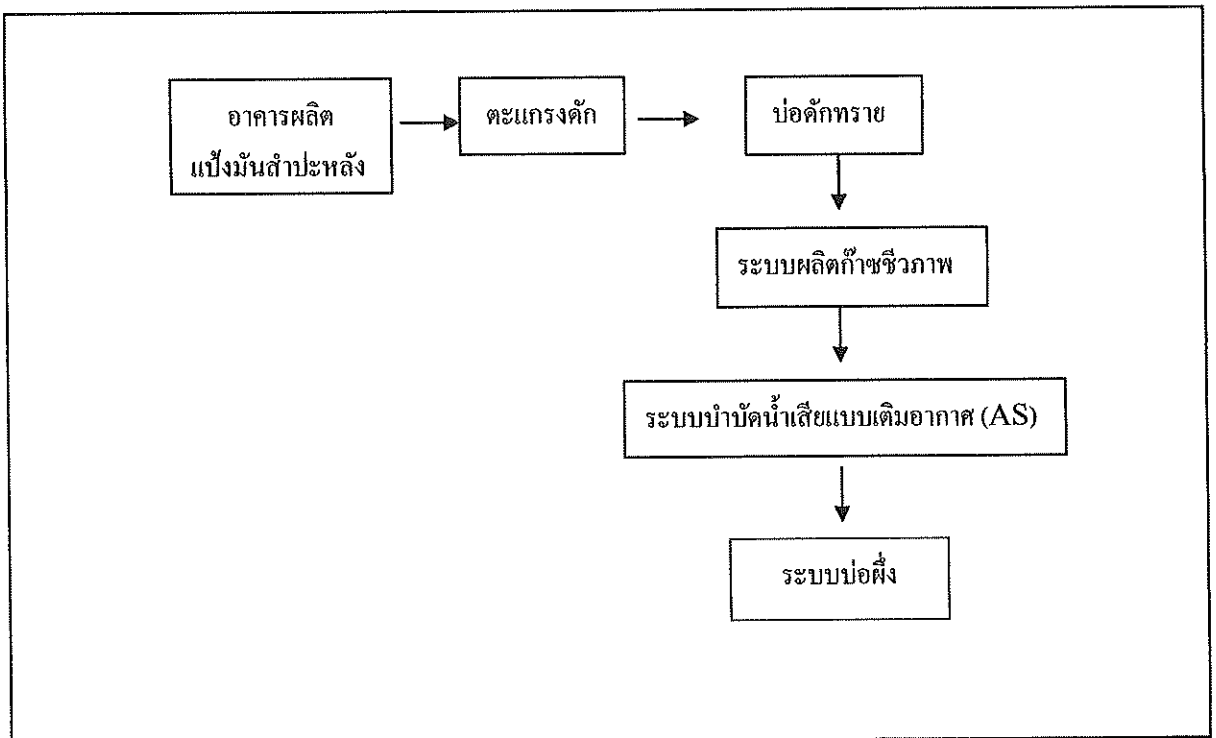 อาคารผลิต
แป้งมันสำปะหลัง
ตะแกรงดัก
บ่อดักทราย
ระบบผลิตก๊าซชีวภาพ
ระบบบำบัดน้ำเสียแบบเติมอากาศ (AS)
ระบบบ่อผึ่ง